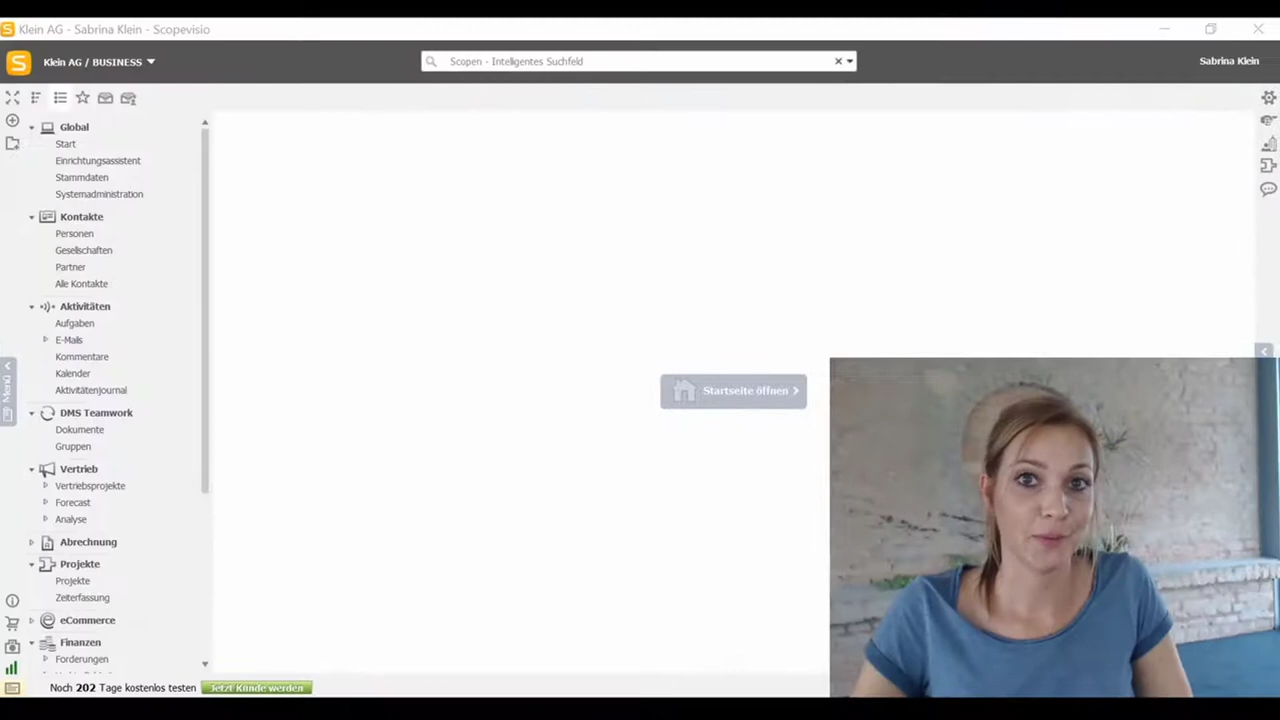 Klein AG - Sabrina Klein - Scopevisio
S
Klein AG / BUSINESS
Scopen - Intelligentes Suchfeld
Sabrina Klein
Global
Start
Einrichtungsassistent
Stammdaten
Systemadministration
Kontakte
Personen
Gesellschaften
Partner
Alle Kontakte
Aktivitäten
Aufgaben
E-Mails
Kommentare
Kalender
Aktivitätenjournal
DMS Teamwork
Dokumente
Gruppen
Vertrieb
Vertriebsprojekte
Forecast
Analyse
Abrechnung
Projekte
Projekte
Zeiterfassung
eCommerce
Finanzen
Forderungen
Menü
Startseite öffnen
Noch 202 Tage kostenlos testen
Jetzt Kunde werden